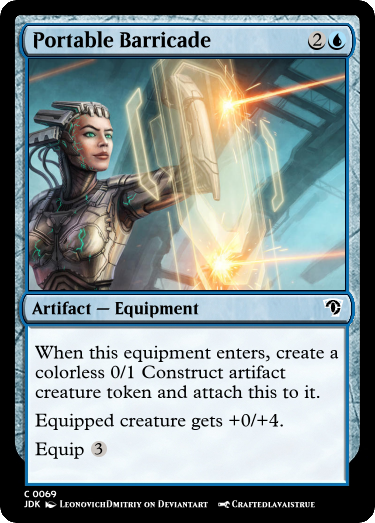 Portable Barricade 2
Artifact — Equipment
When this equipment enters, create a
colorless 0/1 Construct artifact
creature token and attach this to it.
Equipped creature gets +0/+4.
Equip 3
C 0069
JDK LeonovichDmitriy on Deviantart Craftedlavaistrue